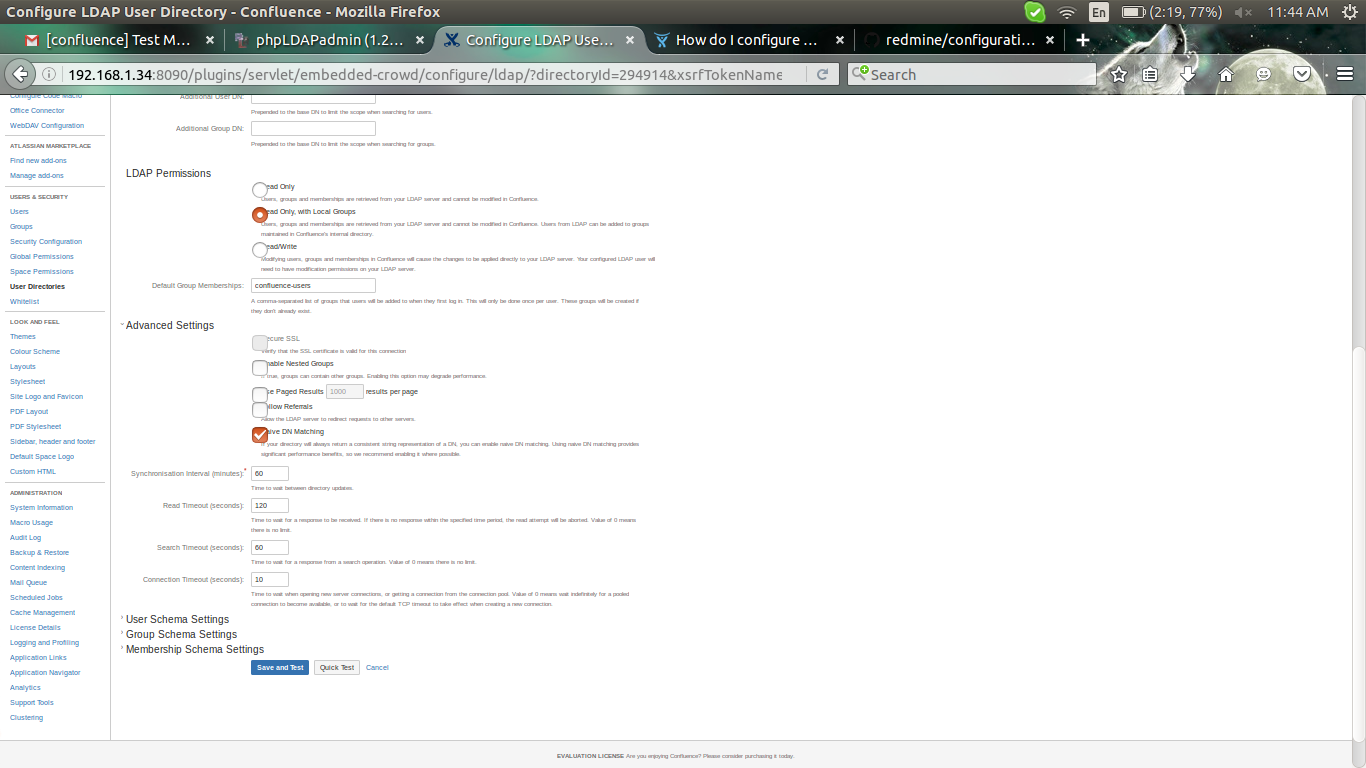 Configure LDAP User Directory - Confluence - Mozilla Firefox
En
(2:19, 77%)
11:44 AM
[confluence] Test M...
phpLDAPadmin (1.2...
Configure LDAP Use...
How do I configure ...
redmine/configurati...
192.168.1.34:8090/plugins/servlet/embedded-crowd/configure/ldap/?directoryId=294914&xsrfTokenName
Search
Configure Code Macro
Office Connector
WebDAV Configuration
ATLASSIAN MARKETPLACE
Find new add-ons
Manage add-ons
USERS & SECURITY
Users
Groups
Security Configuration
Global Permissions
Space Permissions
User Directories
Whitelist
LOOK AND FEEL
Themes
Colour Scheme
Layouts
Stylesheet
Site Logo and Favicon
PDF Layout
PDF Stylesheet
Sidebar, header and footer
Default Space Logo
Custom HTML
ADMINISTRATION
System Information
Macro Usage
Audit Log
Backup & Restore
Content Indexing
Mail Queue
Scheduled Jobs
Cache Management
License Details
Logging and Profiling
Application Links
Application Navigator
Analytics
Support Tools
Clustering
Additional User DN:
Prepended to the base DN to limit the scope when searching for users.
Additional Group DN:
Prepended to the base DN to limit the scope when searching for groups.
LDAP Permissions
ead Only
Users, groups and memberships are retrieved from your LDAP server and cannot be modified in Confluence.
ead Only, with Local Groups
Users, groups and memberships are retrieved from your LDAP server and cannot be modified in Confluence. Users from LDAP can be added to groups
maintained in Confluence's internal directory.
ead/Write
Modifying users, groups and memberships in Confluence will cause the changes to be applied directly to your LDAP server. Your configured LDAP user will
need to have modification permissions on your LDAP server.
Default Group Memberships: confluence-users
A comma-separated list of groups that users will be added to when they first log in. This will only be done once per user. These groups will be created if
they don't already exist.
Advanced Settings
ecure SSL
Verify that the SSL certificate is valid for this connection
nable Nested Groups
If true, groups can contain other groups. Enabling this option may degrade performance.
se Paged Results 1000 results per page
ollow Referrals
Allow the LDAP server to redirect requests to other servers.
aive DN Matching
If your directory will always return a consistent string representation of a DN, you can enable naive DN matching. Using naive DN matching provides
significant performance benefits, so we recommend enabling it where possible.
Synchronisation Interval (minutes):* 60
Time to wait between directory updates.
Read Timeout (seconds): 120
Time to wait for a response to be received. If there is no response within the specified time period, the read attempt will be aborted. Value of 0 means
there is no limit.
Search Timeout (seconds): 60
Time to wait for a response from a search operation. Value of 0 means there is no limit.
Connection Timeout (seconds): 10
Time to wait when opening new server connections, or getting a connection from the connection pool. Value of 0 means wait indefinitely for a pooled
connection to become available, or to wait for the default TCP timeout to take effect when creating a new connection.
User Schema Settings
Group Schema Settings
Membership Schema Settings
Save and Test Quick Test Cancel
EVALUATION LICENSE Are you enjoying Confluence? Please consider purchasing it today.